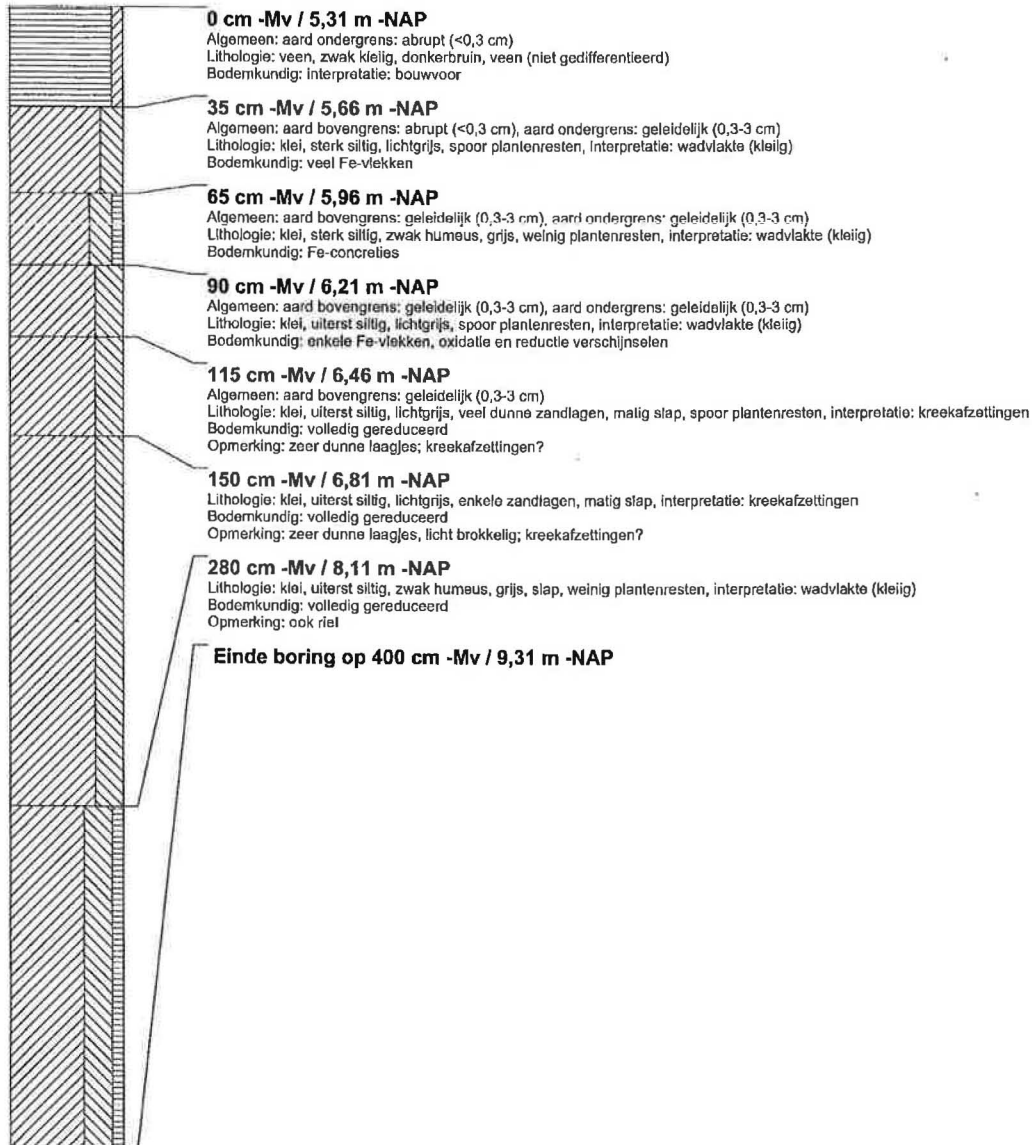 0 cm -Mv / 5,31 m -NAP
Algemeen: aard ondergrens: abrupt (<0,3 cm)
Lithologie: veen, zwak kleiig, donkerbruin, veen (niet gedifferentieerd)
Bodemkundig: interpretatie: bouwvoor
35 cm -Mv / 5,66 m -NAP
Algemeen: aard bovengrens: abrupt (<0,3 cm), aard ondergrens: geleidelijk (0,3-3 cm)
Lithologie: klei, sterk siltig, lichtgrijs, spoor plantenresten, interpretatie: wadvlakte (kleiig)
Bodemkundig: veel Fe-vlekken
65 cm -Mv / 5,96 m -NAP
Algemeen: aard bovengrens: geleidelijk (0,3-3 cm), aard ondergrens: geleidelijk (0,3-3 cm)
Lithologie: klei, sterk siltig, zwak humeus, grijs, weinig plantenresten, interpretatie: wadvlakte (kleiig)
Bodemkundig: Fe-concreties
90 cm -Mv / 6,21 m -NAP
Algemeen: aard bovengrens: geleidelijk (0,3-3 cm), aard ondergrens: geleidelijk (0,3-3 cm)
Lithologie: klei, uiterst siltig, lichtgrijs, spoor plantenresten, interpretatie: wadvlakte (kleiig)
Bodemkundig: enkele Fe-vlekken, oxidatie en reductie verschijnselen
115 cm -Mv / 6,46 m -NAP
Algemeen: aard bovengrens: geleidelijk (0,3-3 cm)
Lithologie: klei, uiterst siltig, lichtgrijs, veel dunne zandlagen, matig slap, spoor plantenresten, interpretatie: kreekafzettingen
Bodemkundig: volledig gereduceerd
Opmerking: zeer dunne laagjes; kreekafzettingen?
150 cm -Mv / 6,81 m -NAP
Lithologie: klei, uiterst siltig, lichtgrijs, enkele zandlagen, matig slap, interpretatie: kreekafzettingen
Bodemkundig: volledig gereduceerd
Opmerking: zeer dunne laagjes, licht brokkelig; kreekafzettingen?
280 cm -Mv / 8,11 m -NAP
Lithologie: klei, uiterst siltig, zwak humeus, grijs, slap, weinig plantenresten, interpretatie: wadvlakte (kleiig)
Bodemkundig: volledig gereduceerd
Opmerking: ook riet
Einde boring op 400 cm -Mv / 9,31 m -NAP